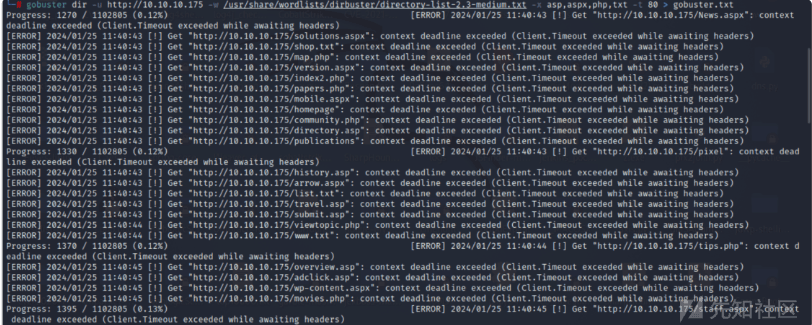 # gobuster dir -u http://10.10.10.175 -w /usr/share/wordlists/dirbuster/directory-list-2.3-medium.txt -x asp,aspx,php,txt -t 80 > gobuster.txt
Progress: 1270 / 1102805 (0.12%) [ERROR] 2024/01/25 11:40:43 [!] Get "http://10.10.10.175/News.aspx": context
deadline exceeded (Client.Timeout exceeded while awaiting headers)
[ERROR] 2024/01/25 11:40:43 [!] Get "http://10.10.10.175/solutions.aspx": context deadline exceeded (Client.Timeout exceeded while awaiting headers)
[ERROR] 2024/01/25 11:40:43 [!] Get "http://10.10.10.175/shop.txt": context deadline exceeded (Client.Timeout exceeded while awaiting headers)
[ERROR] 2024/01/25 11:40:43 [!] Get "http://10.10.10.175/map.php": context deadline exceeded (Client.Timeout exceeded while awaiting headers)
[ERROR] 2024/01/25 11:40:43 [!] Get "http://10.10.10.175/version.aspx": context deadline exceeded (Client.Timeout exceeded while awaiting headers)
[ERROR] 2024/01/25 11:40:43 [!] Get "http://10.10.10.175/index2.php": context deadline exceeded (Client.Timeout exceeded while awaiting headers)
[ERROR] 2024/01/25 11:40:43 [!] Get "http://10.10.10.175/papers.php": context deadline exceeded (Client.Timeout exceeded while awaiting headers)
[ERROR] 2024/01/25 11:40:43 [!] Get "http://10.10.10.175/mobile.aspx": context deadline exceeded (Client.Timeout exceeded while awaiting headers)
[ERROR] 2024/01/25 11:40:43 [!] Get "http://10.10.10.175/homepage": context deadline exceeded (Client.Timeout exceeded while awaiting headers)
[ERROR] 2024/01/25 11:40:43 [!] Get "http://10.10.10.175/community.php": context deadline exceeded (Client.Timeout exceeded while awaiting headers)
[ERROR] 2024/01/25 11:40:43 [!] Get "http://10.10.10.175/directory.asp": context deadline exceeded (Client.Timeout exceeded while awaiting headers)
[ERROR] 2024/01/25 11:40:43 [!] Get "http://10.10.10.175/publications": context deadline exceeded (Client.Timeout exceeded while awaiting headers)
Progress: 1330 / 1102805 (0.12%) [ERROR] 2024/01/25 11:40:43 [!] Get "http://10.10.10.175/pixel": context dead
line exceeded (Client.Timeout exceeded while awaiting headers)
[ERROR] 2024/01/25 11:40:43 [!] Get "http://10.10.10.175/history.asp": context deadline exceeded (Client.Timeout exceeded while awaiting headers)
[ERROR] 2024/01/25 11:40:43 [!] Get "http://10.10.10.175/arrow.aspx": context deadline exceeded (Client.Timeout exceeded while awaiting headers)
[ERROR] 2024/01/25 11:40:43 [!] Get "http://10.10.10.175/list.txt": context deadline exceeded (Client.Timeout exceeded while awaiting headers)
[ERROR] 2024/01/25 11:40:43 [!] Get "http://10.10.10.175/travel.asp": context deadline exceeded (Client.Timeout exceeded while awaiting headers)
[ERROR] 2024/01/25 11:40:43 [!] Get "http://10.10.10.175/submit.asp": context deadline exceeded (Client.Timeout exceeded while awaiting headers)
[ERROR] 2024/01/25 11:40:44 [!] Get "http://10.10.10.175/viewtopic.php": context deadline exceeded (Client.Timeout exceeded while awaiting headers)
[ERROR] 2024/01/25 11:40:44 [!] Get "http://10.10.10.175/www.txt": context deadline exceeded (Client.Timeout exceeded while awaiting headers)
Progress: 1370 / 1102805 (0.12%) [ERROR] 2024/01/25 11:40:44 [!] Get "http://10.10.10.175/tips.php": context d
eadline exceeded (Client.Timeout exceeded while awaiting headers)
[ERROR] 2024/01/25 11:40:45 [!] Get "http://10.10.10.175/overview.asp": context deadline exceeded (Client.Timeout exceeded while awaiting headers)
[ERROR] 2024/01/25 11:40:45 [!] Get "http://10.10.10.175/adclick.asp": context deadline exceeded (Client.Timeout exceeded while awaiting headers)
[ERROR] 2024/01/25 11:40:45 [!] Get "http://10.10.10.175/wp-content.aspx": context deadline exceeded (Client.Timeout exceeded while awaiting headers)
[ERROR] 2024/01/25 11:40:45 [!] Get "http://10.10.10.175/movies.php": context deadline exceeded (Client.Timeout exceeded while awaiting headers)
Progress: 1395 / 1102805 (0.13%) [ERROR] 2024/01/25 11:40:45 [!] Get "http://10.10.10.175/staff.aspx": context
deadline exceeded (Client.Timeout exceeded while awaiting headers)
先知社区